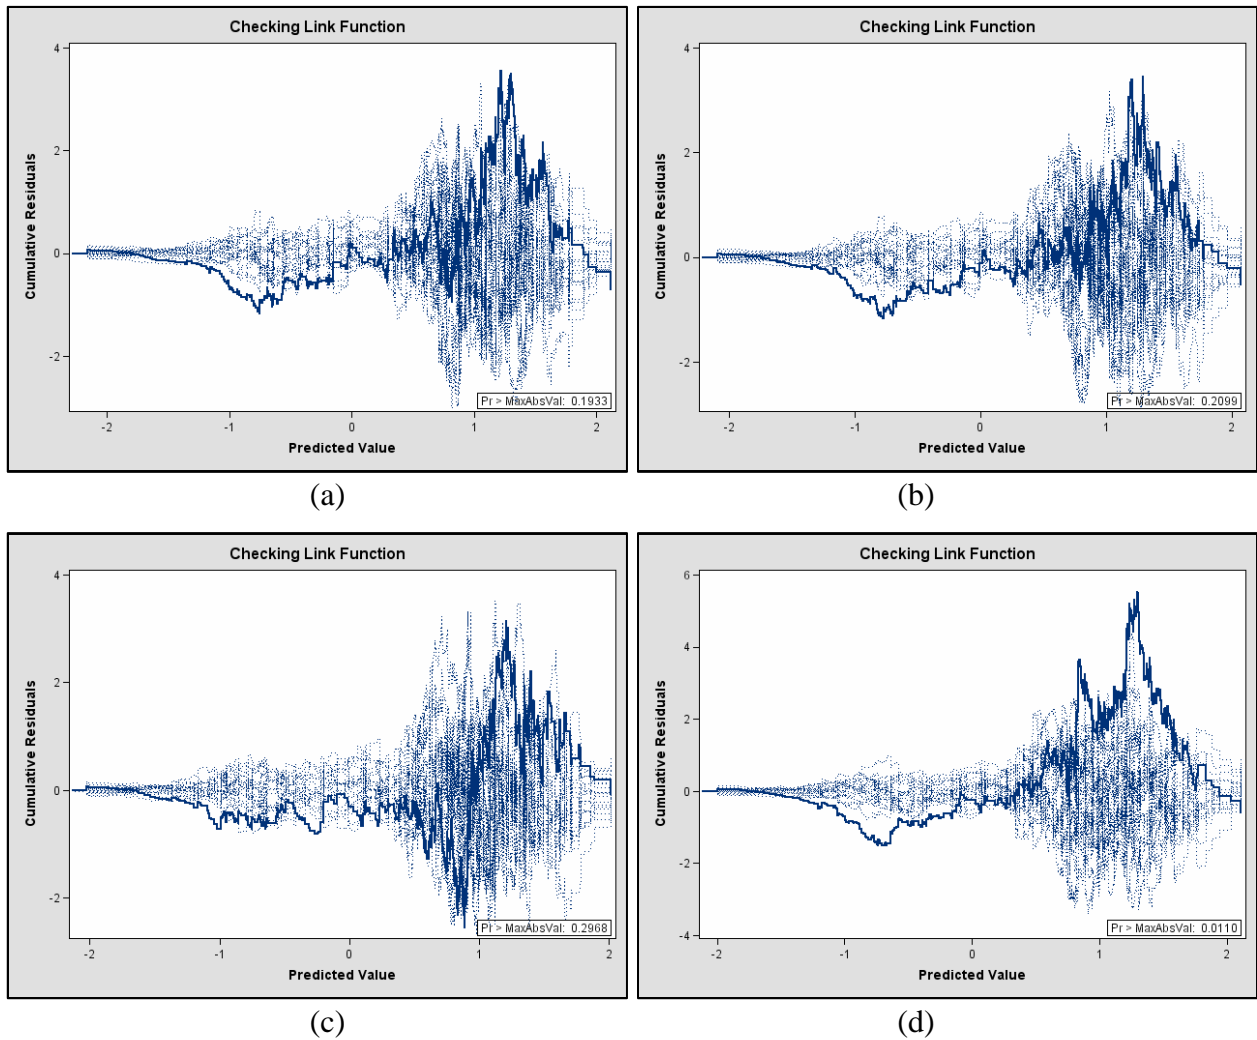 Checking Link Function
4
2
0
-2
Cumulative Residuals
Pr > MaxAbsVal: 0.1933
-2 -1 0 1 2
Predicted Value
(a)
Checking Link Function
4
2
0
-2
Cumulative Residuals
Pr > MaxAbsVal: 0.2099
-2 -1 0 1 2
Predicted Value
(b)
Checking Link Function
4
2
0
-2
Cumulative Residuals
Pr > MaxAbsVal: 0.2968
-2 -1 0 1 2
Predicted Value
(c)
Checking Link Function
6
4
2
0
-2
-4
Cumulative Residuals
Pr > MaxAbsVal: 0.0110
-2 -1 0 1 2
Predicted Value
(d)